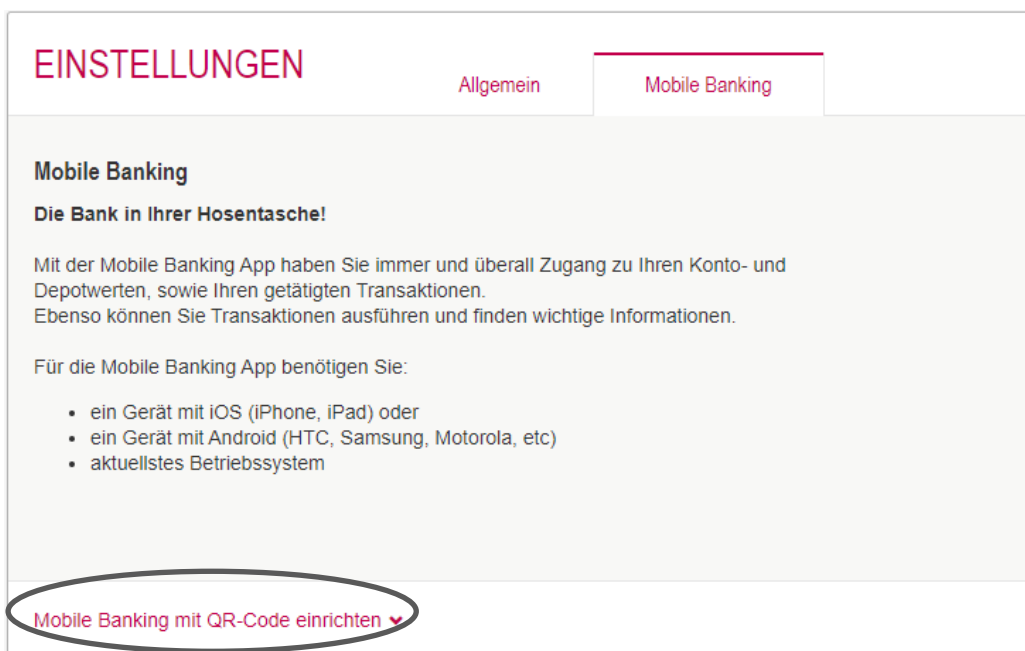 EINSTELLUNGEN
Allgemein
Mobile Banking
Mobile Banking
Die Bank in Ihrer Hosentasche!
Mit der Mobile Banking App haben Sie immer und überall Zugang zu Ihren Konto- und
Depotwerten, sowie Ihren getätigten Transaktionen.
Ebenso können Sie Transaktionen ausführen und finden wichtige Informationen.
Für die Mobile Banking App benötigen Sie:
• ein Gerät mit iOS (iPhone, iPad) oder
• ein Gerät mit Android (HTC, Samsung, Motorola, etc)
• aktuellstes Betriebssystem
Mobile Banking mit QR-Code einrichten